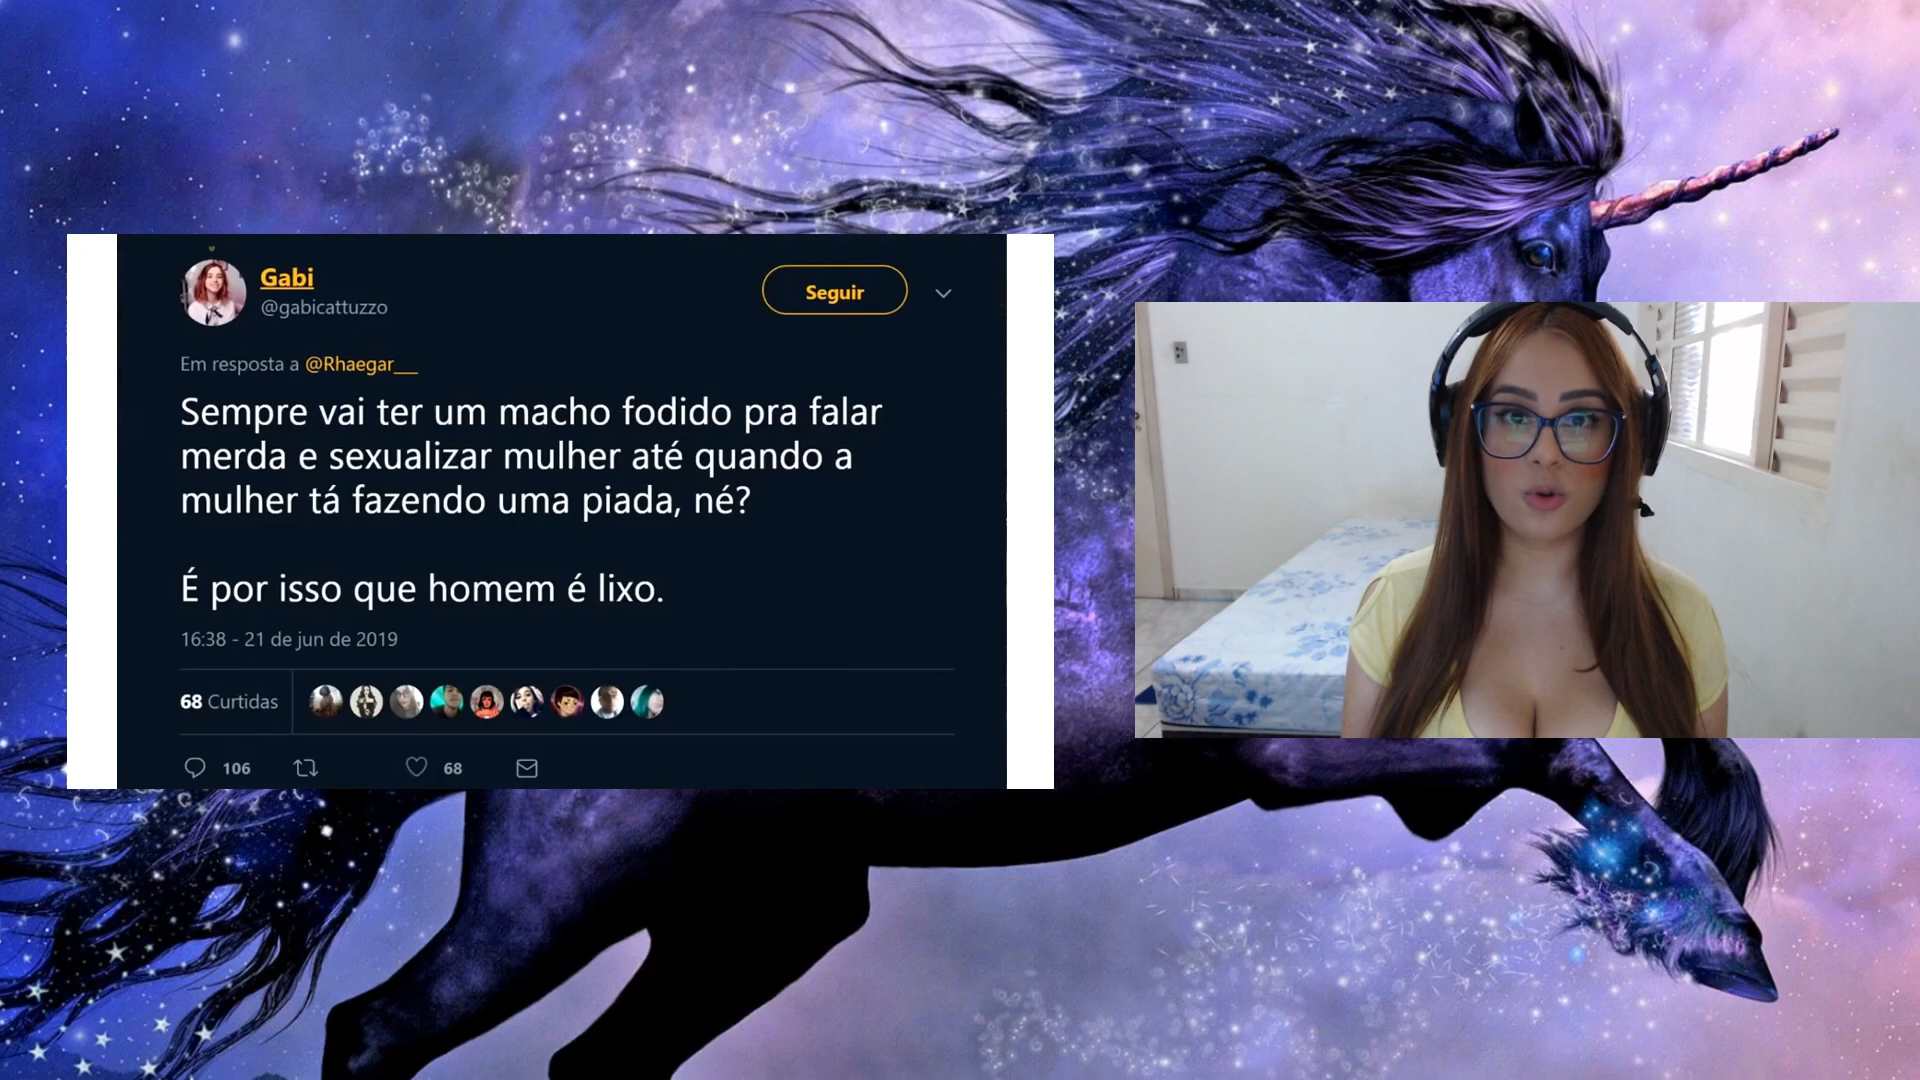 Gabi
@gabicattuzzo
Seguir
Em resposta a @Rhaegar___
Sempre vai ter um macho fodido pra falar
merda e sexualizar mulher até quando a
mulher tá fazendo uma piada, né?
É por isso que homem é lixo.
16:38 - 21 de jun de 2019
68 Curtidas
106
68